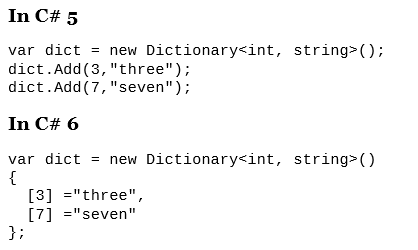 In C# 5
var dict = new Dictionary<int, string>();
dict.Add(3,"three");
dict.Add(7,"seven");
In C# 6
var dict = new Dictionary<int, string>()
{
  [3] ="three",
  [7] ="seven"
};